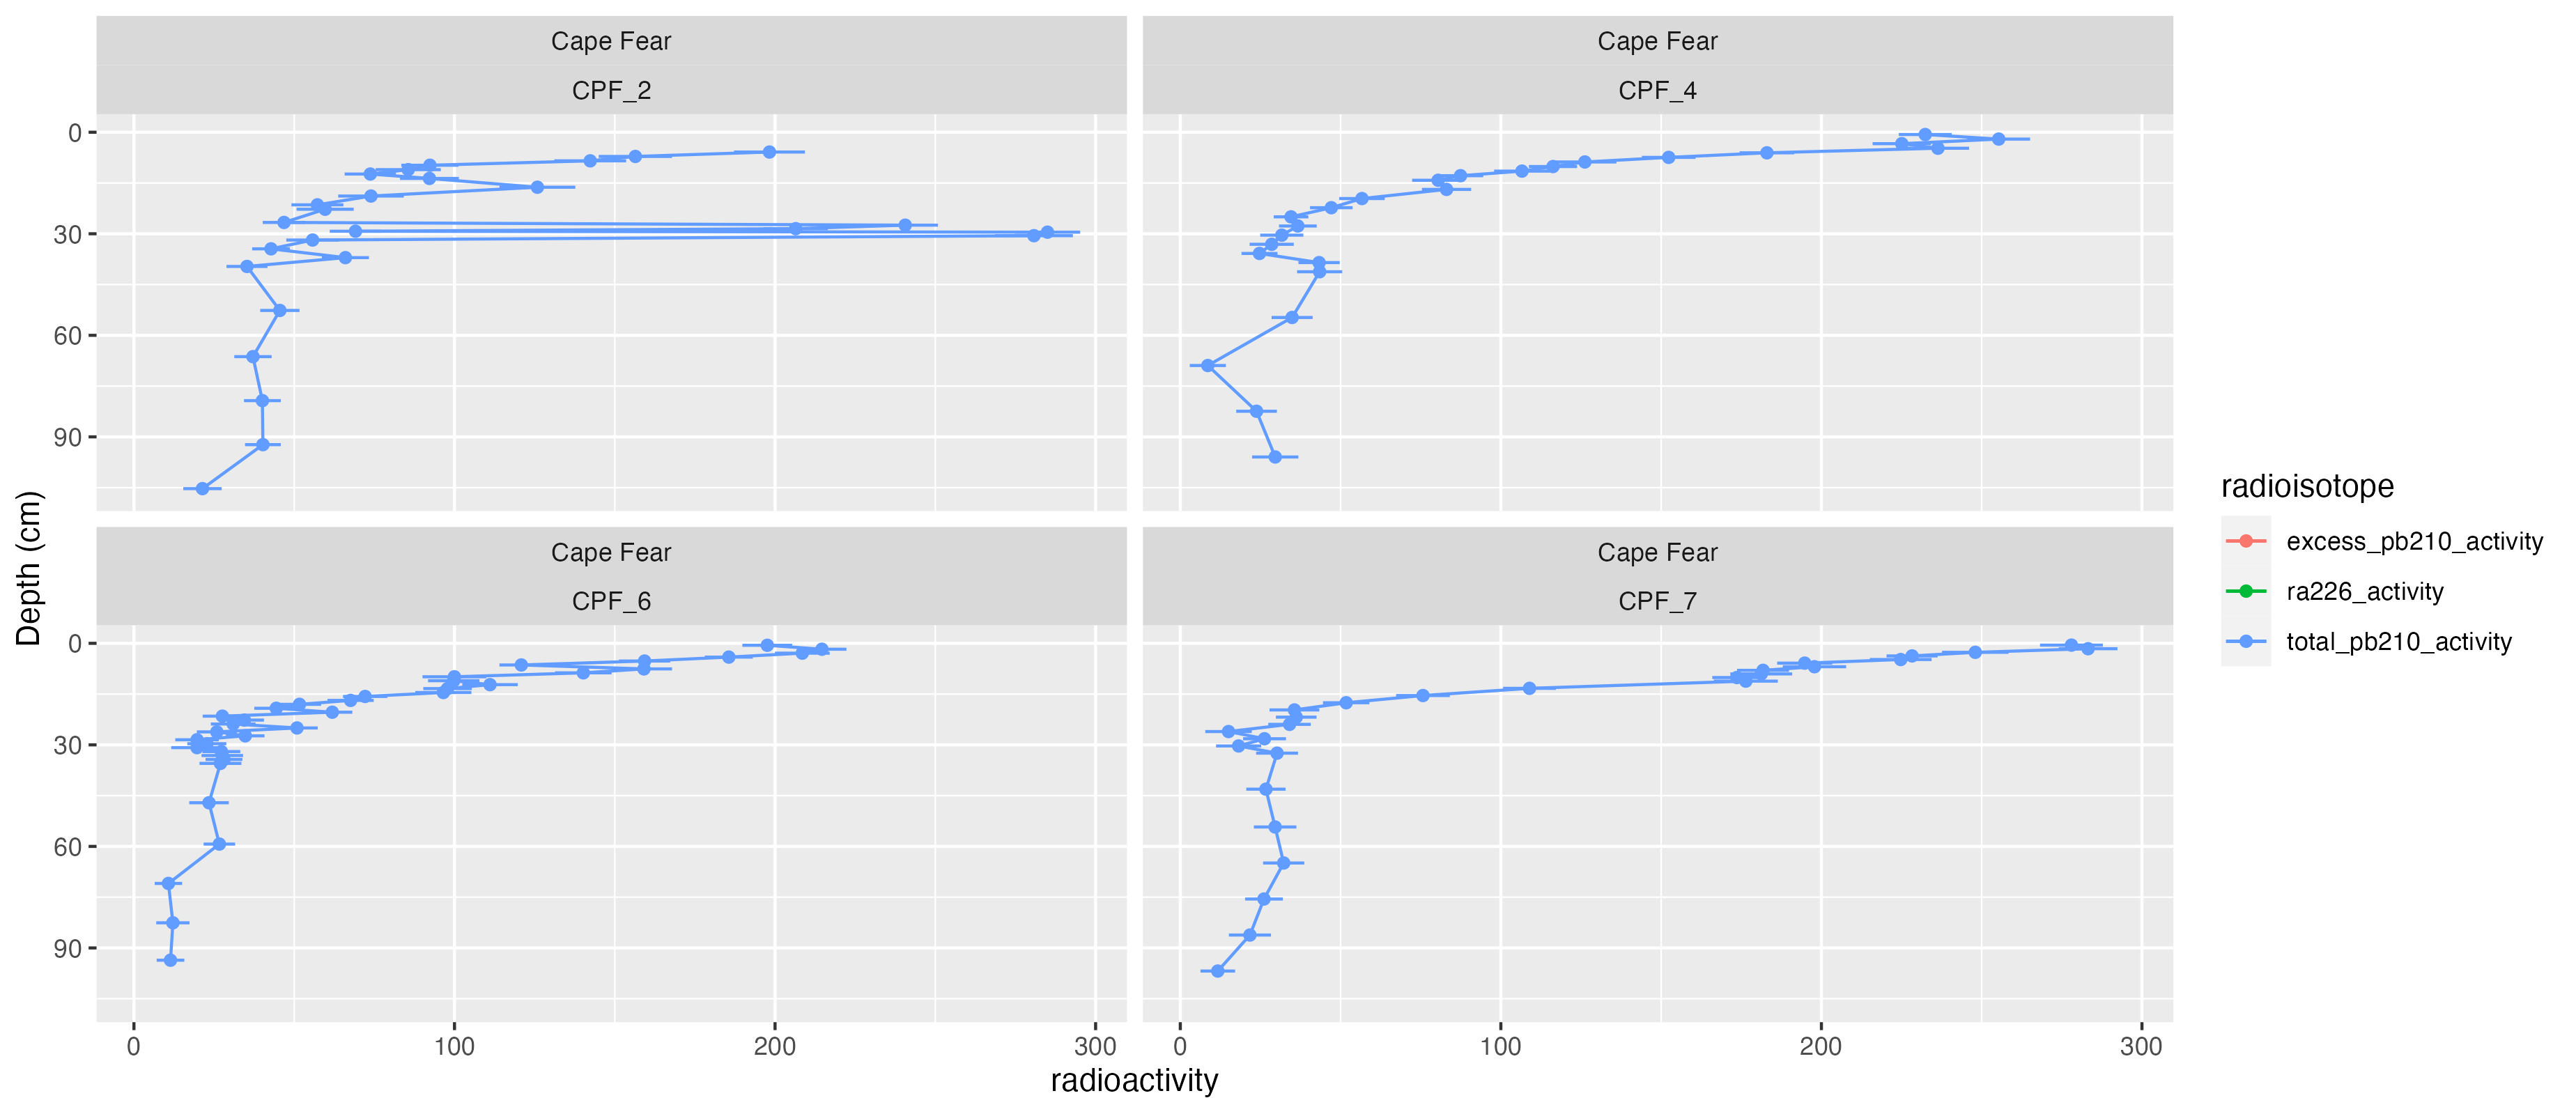 Cape Fear
CPF_2
Cape Fear
CPF_4
0
30
60
90
Cape Fear
CPF_6
Cape Fear
CPF_7
0
30
60
90
0
100
200
300
0
100
200
300
Depth (cm)
radioactivity
radioisotope
excess_pb210_activity
ra226_activity
total_pb210_activity